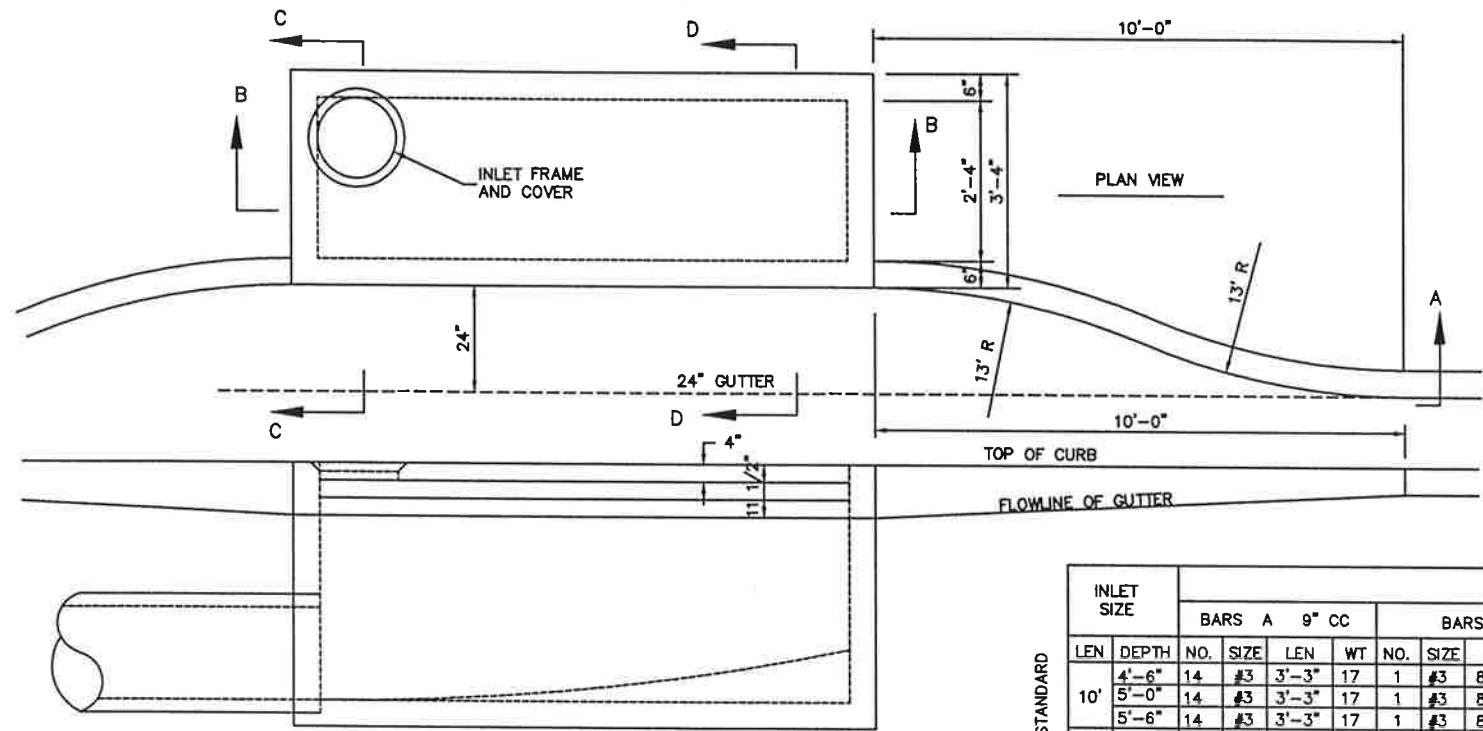 C
D
10'-0"
B
6"
B
INLET FRAME
AND COVER
2'-4"
3'-4"
PLAN VIEW
6"
13' R
A
24"
13' R
24" GUTTER
C
D
10'-0"
4"
TOP OF CURB
11 1/2"
FLOWLINE OF GUTTER
STANDARD
INLET
SIZE
BARS A 9" CC BARS
LEN DEPTH NO. SIZE LEN WT NO. SIZE
10'
4'-6" 14 #3 3'-3" 17 1 #3 8
5'-0" 14 #3 3'-3" 17 1 #3 8
5'-6" 14 #3 3'-3" 17 1 #3 8